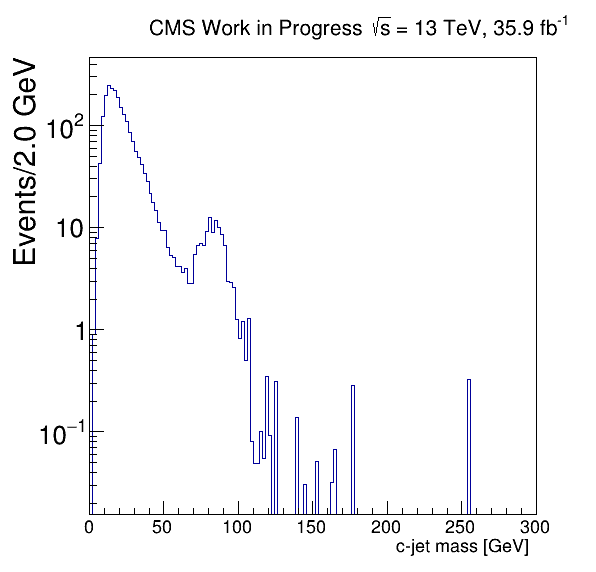 CMS Work in Progress √s = 13 TeV, 35.9 fb⁻¹
Events/2.0 GeV
10²
10
1
10⁻¹
0 50 100 150 200 250 300
c-jet mass [GeV]